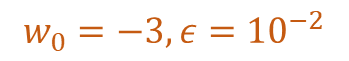 w₀ = −3, ϵ = 10⁻²